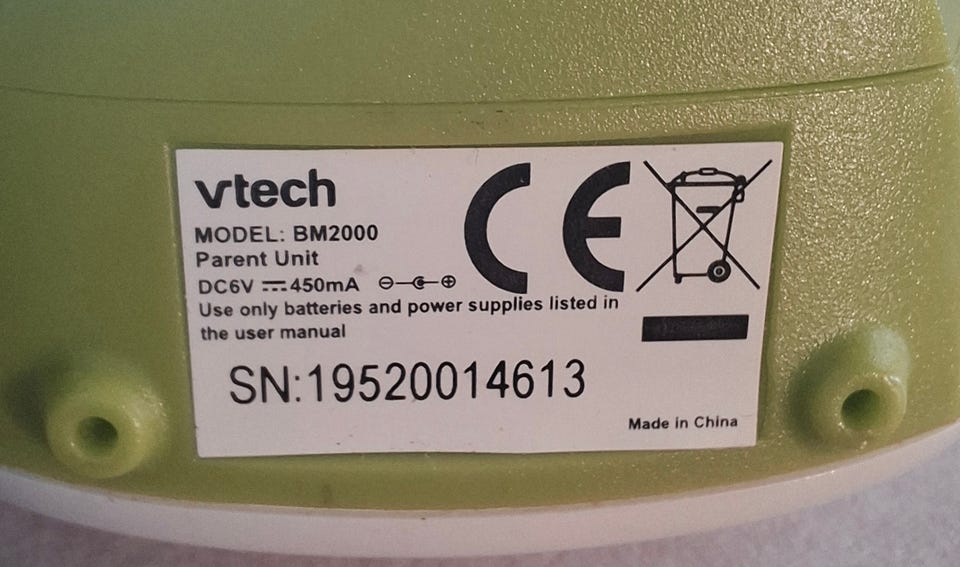 vtech
MODEL: BM2000
Parent Unit
DC6V ⎓450mA ⊖-C-⊕
Use only batteries and power supplies listed in
the user manual
SN:19520014613
Made in China
CE